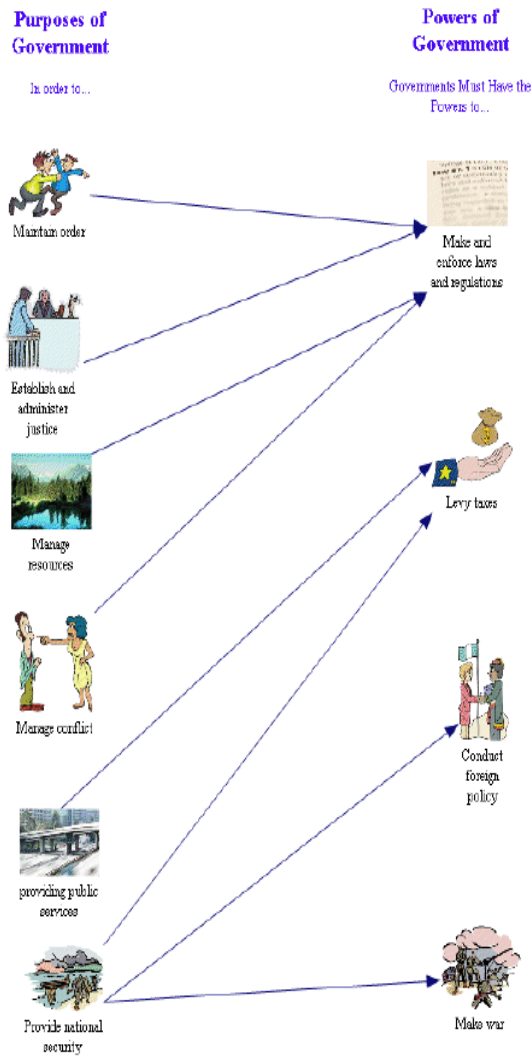 Purposes of
Government
In order to...
Maintain order
Establish and
administer
justice
Manage
resources
Manage conflict
providing public
services
Provide national
security
Powers of
Government
Governments Must Have the
Powers to...
Make and
enforce laws
and regulations
Levy taxes
Conduct
foreign
policy
Make war